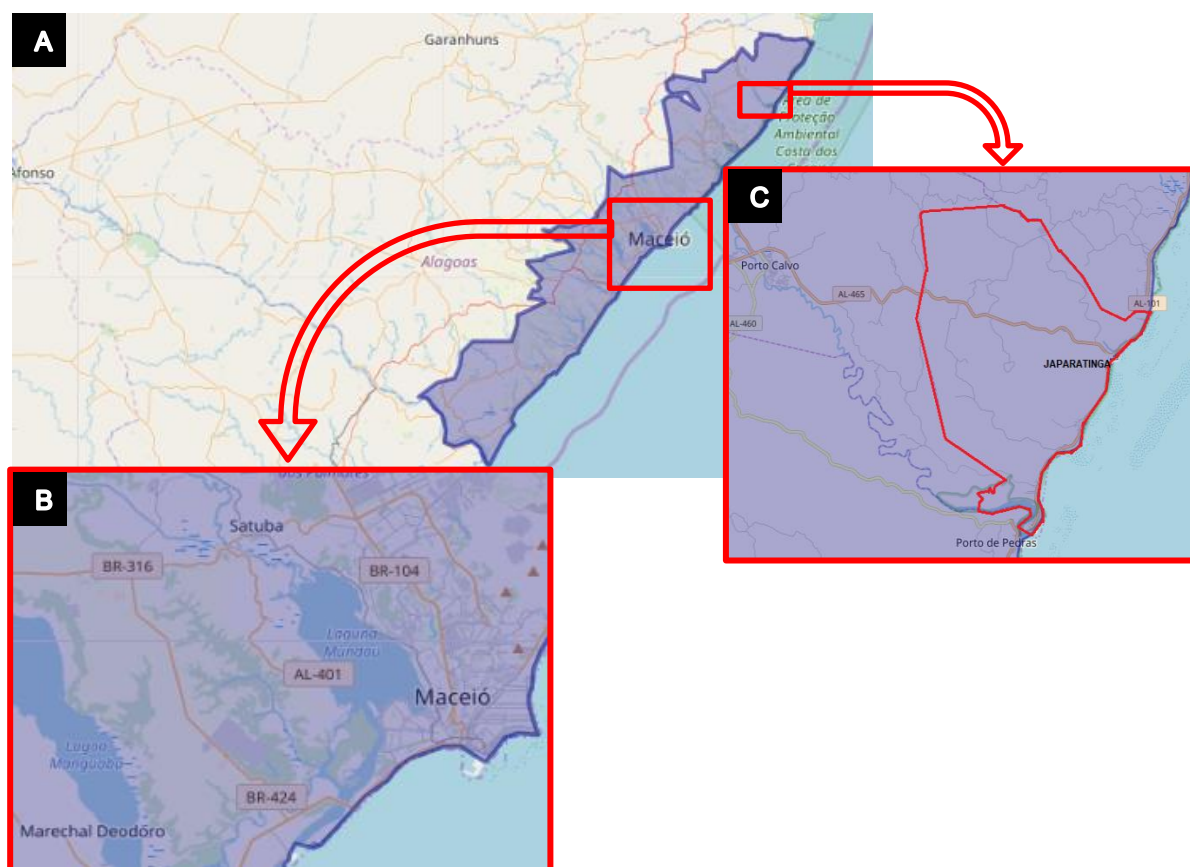 A
Garanhuns
Afonso
Área de
Proteção
Ambiental
Costa dos
Maceió
Alagoas
C
Porto Calvo
AL-465
AL-101
AL-460
JAPARATINGA
Porto de Pedras
dos Palmares
B
Satuba
BR-316
BR-104
Laguna
Mundaú
AL-401
Maceió
Lagoa
Manguaba
BR-424
Marechal Deodoro